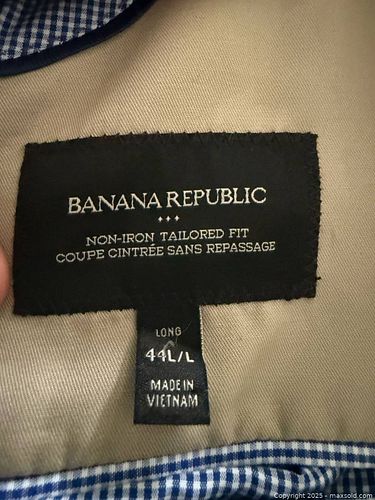 BANANA REPUBLIC
NON-IRON TAILORED FIT
COUPE CINTRÉE SANS REPASSAGE
LONG
44L/L
MADE IN
VIETNAM
Copyright 2025 - maxsold.com